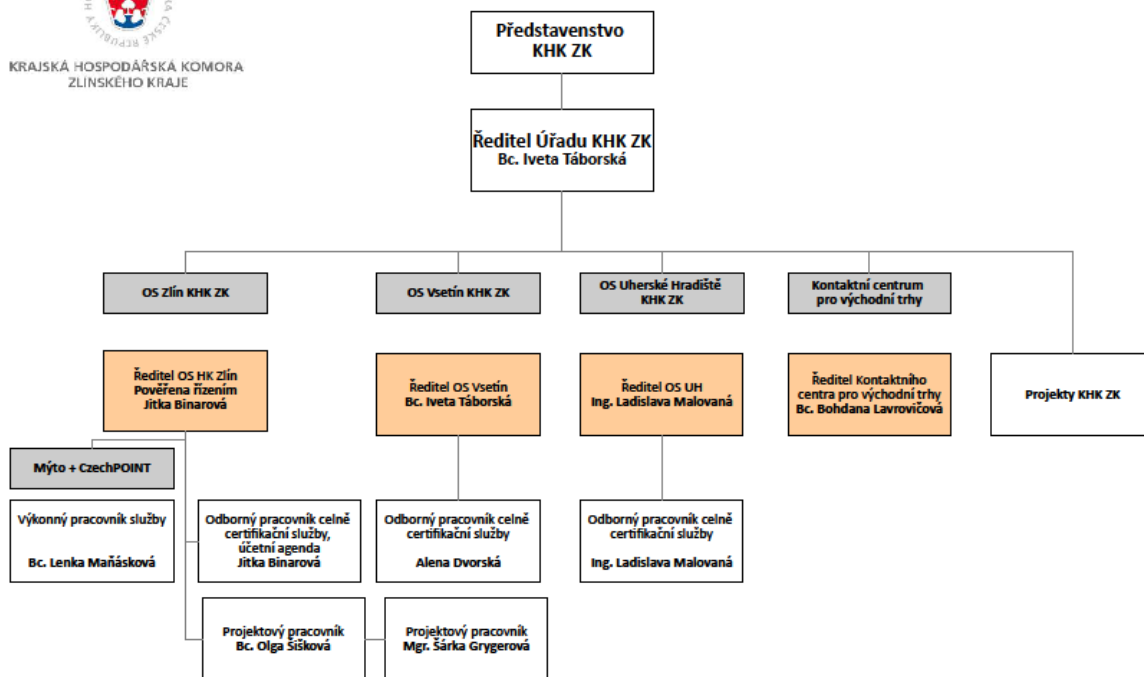 KRAJSKÁ HOSPODÁŘSKÁ KOMORA
ZLÍNSKÉHO KRAJE
Představenstvo
KHK ZK
Ředitel Úřadu KHK ZK
Bc. Iveta Táborská
OS Zlín KHK ZK
OS Vsetín KHK ZK
OS Uherské Hradiště
KHK ZK
Kontaktní centrum
pro východní trhy
Ředitel OS HK Zlín
Pověřena řízením
Jitka Binarová
Ředitel OS Vsetín
Bc. Iveta Táborská
Ředitel OS UH
Ing. Ladislava Malovaná
Ředitel Kontaktního
centra pro východní trhy
Bc. Bohdana Lavrovičová
Projekty KHK ZK
Mýto + CzechPOINT
Výkonný pracovník služby
Bc. Lenka Maňásková
Odborný pracovník celně
certifikační služby,
účetní agenda
Jitka Binarová
Odborný pracovník celně
certifikační služby
Alena Dvorská
Odborný pracovník celně
certifikační služby
Ing. Ladislava Malovaná
Projektový pracovník
Bc. Olga Šišková
Projektový pracovník
Mgr. Šárka Grygerová